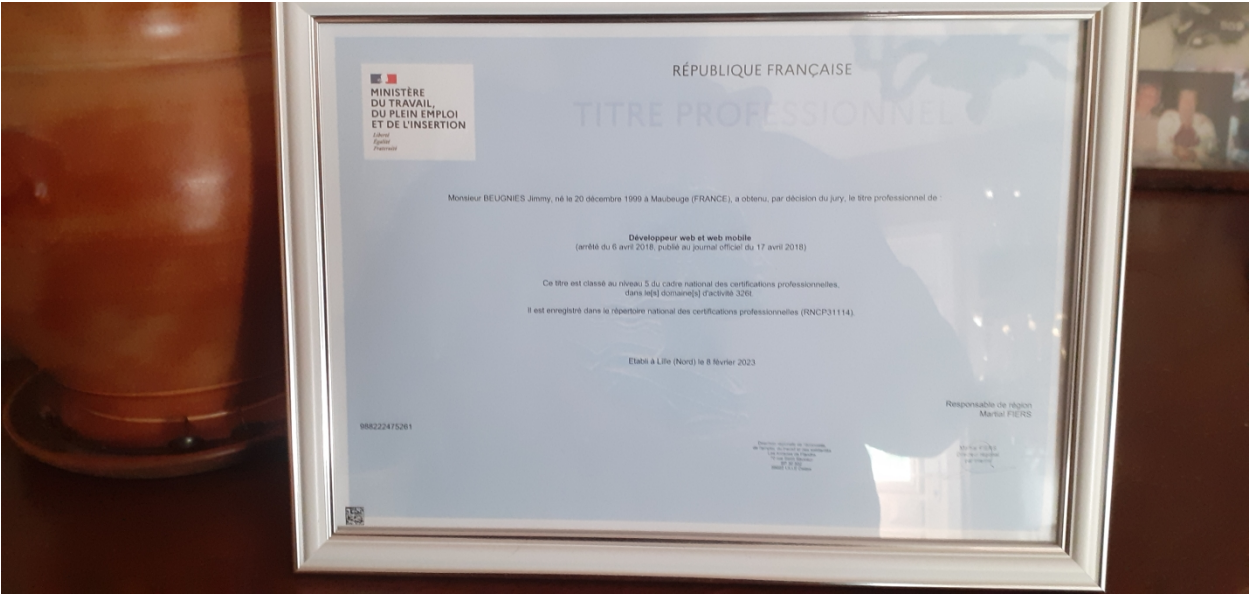 MINISTÈRE
DU TRAVAIL,
DU PLEIN EMPLOI
ET DE L'INSERTION
Liberté
Égalité
Fraternité
RÉPUBLIQUE FRANÇAISE
TITRE PROFESSIONNEL
Monsieur BEUGNIES Jimmy, né le 20 décembre 1999 à Maubeuge (FRANCE), a obtenu, par décision du jury, le titre professionnel de :
Développeur web et web mobile
(arrêté du 6 avril 2018, publié au journal officiel du 17 avril 2018)
Ce titre est classé au niveau 5 du cadre national des certifications professionnelles,
dans le[s] domaine[s] d'activité 326t.
Il est enregistré dans le répertoire national des certifications professionnelles (RNCP31114).
Etabli à Lille (Nord) le 8 février 2023
Responsable de région
Martial FIERS
988222475261